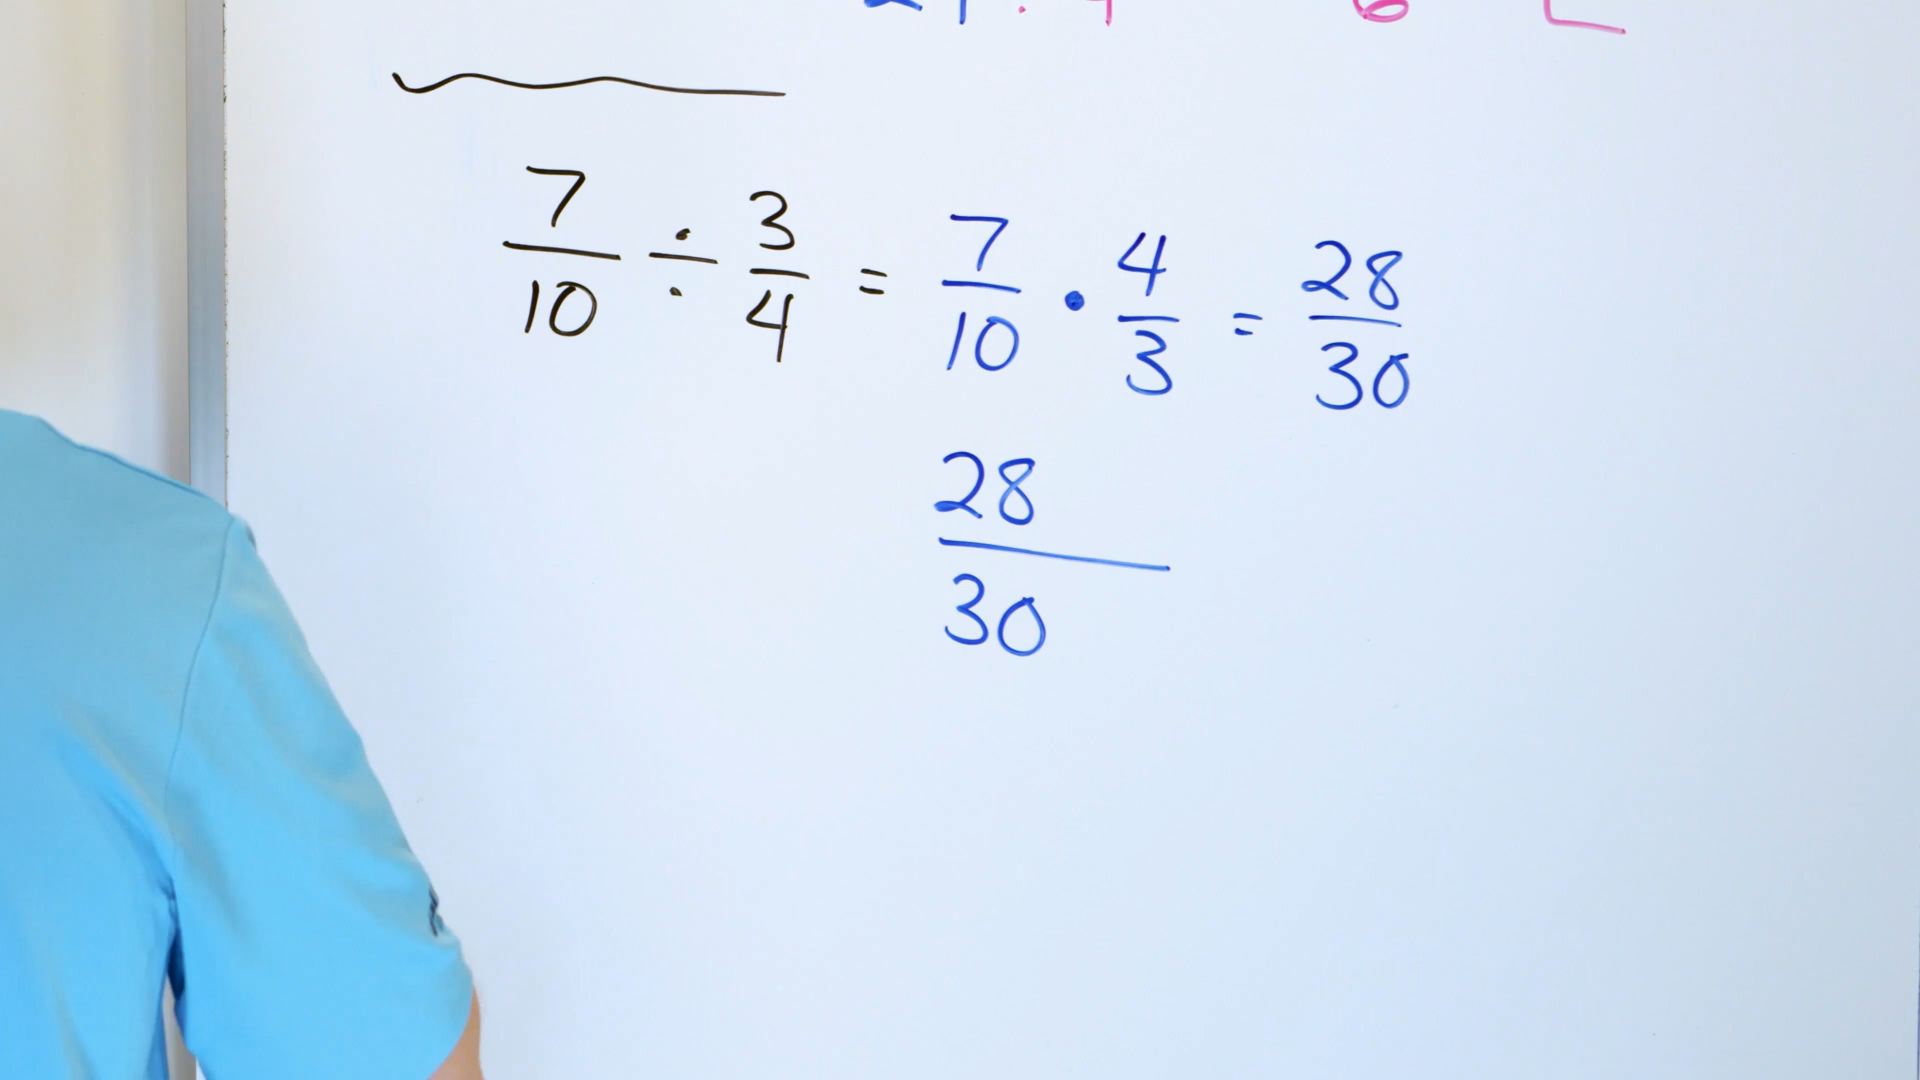 7/10 ÷ 3/4 = 7/10 • 4/3 = 28/30
28/30